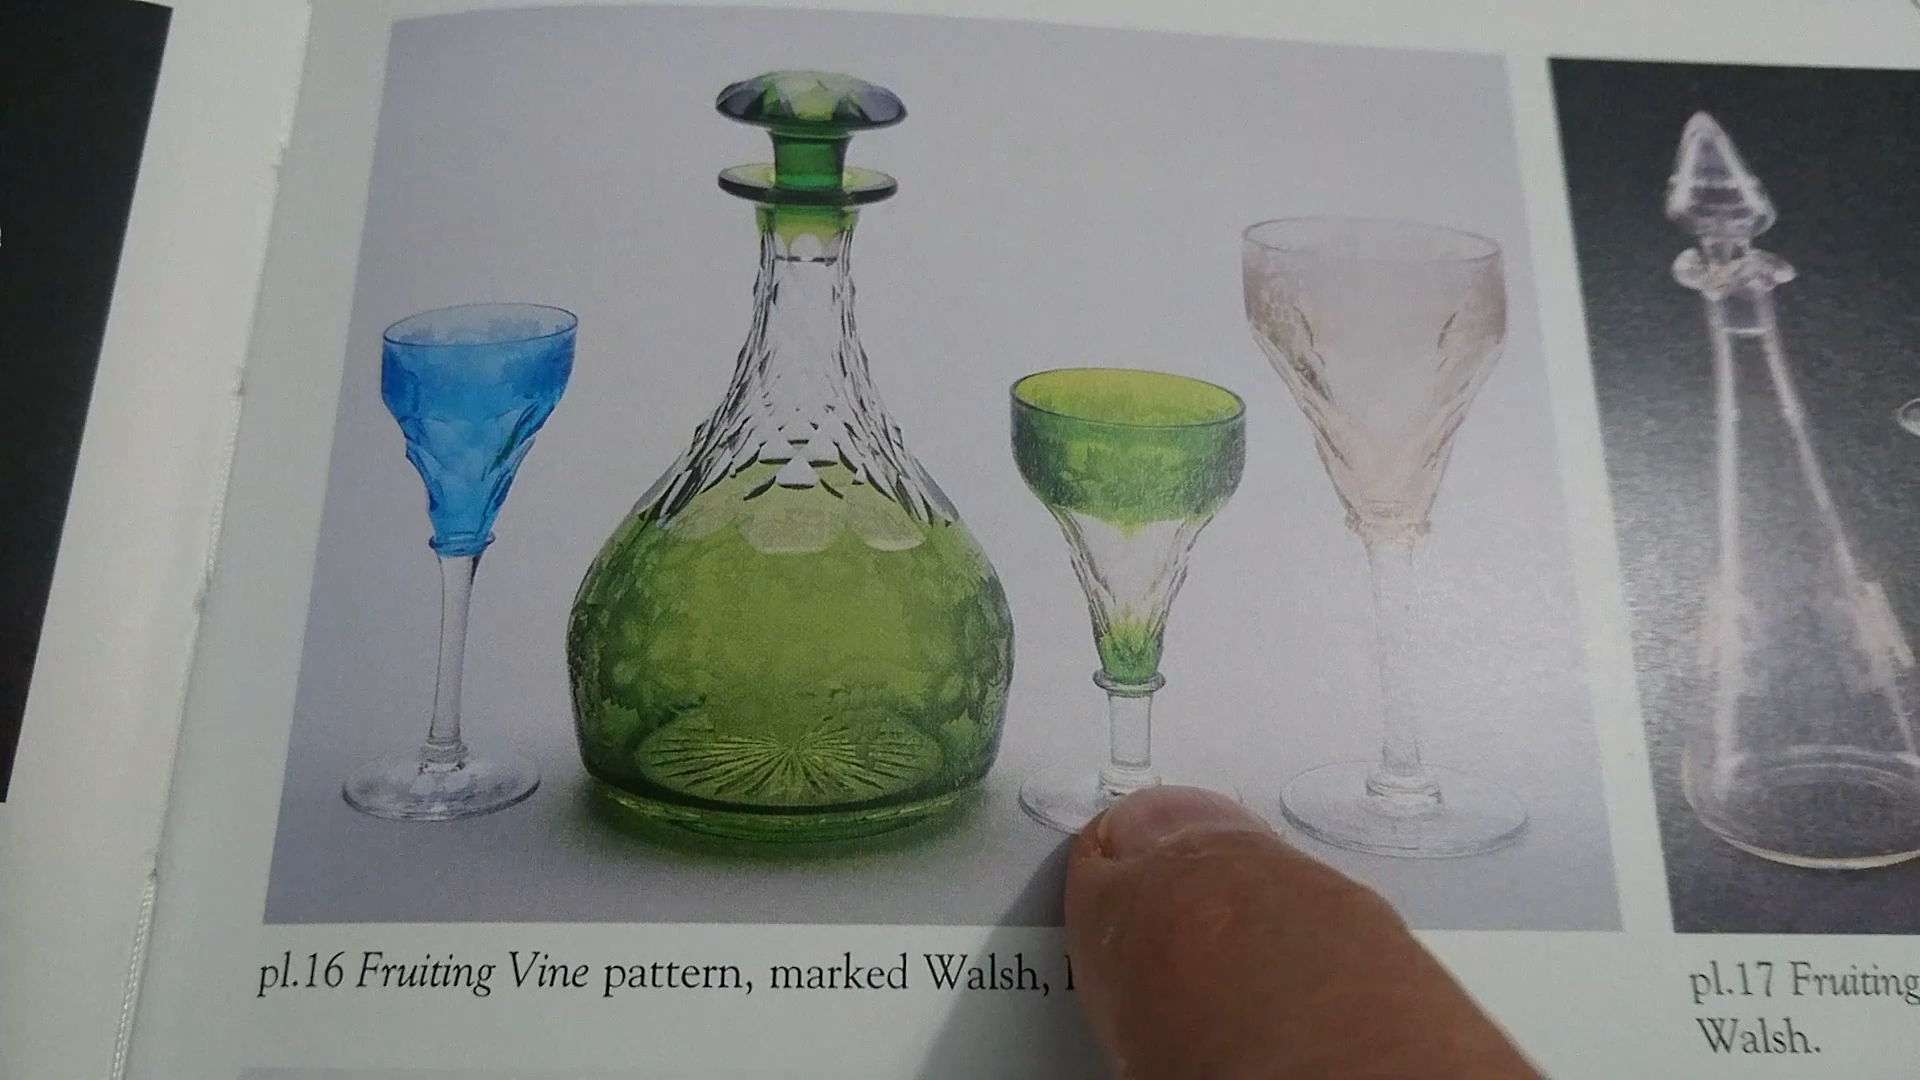 pl.16 Fruiting Vine pattern, marked Walsh,
pl.17 Fruiting
Walsh.